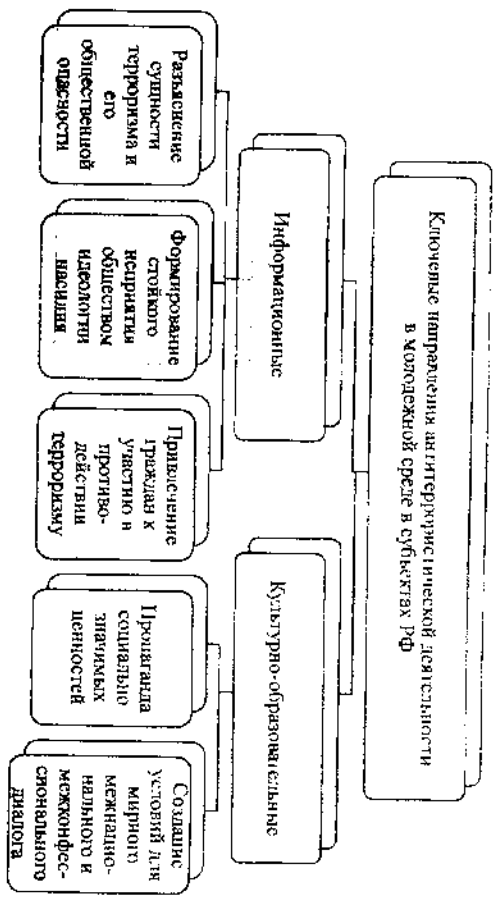 Ключевые направления антитеррористической деятельности
в молодежной среде в субъектах РФ
Информационные
Культурно-образовательные
Разъяснение
сущности
терроризма и
его
общественной
опасности
Формирование
стойкого
неприятия
обществом
идеологии
насилия
Привлечение
граждан к
участию в
противо-
действии
терроризму
Пропаганда
социально
значимых
ценностей
Создание
условий для
мирного
межнацио-
нального и
межконфес-
сионального
диалога